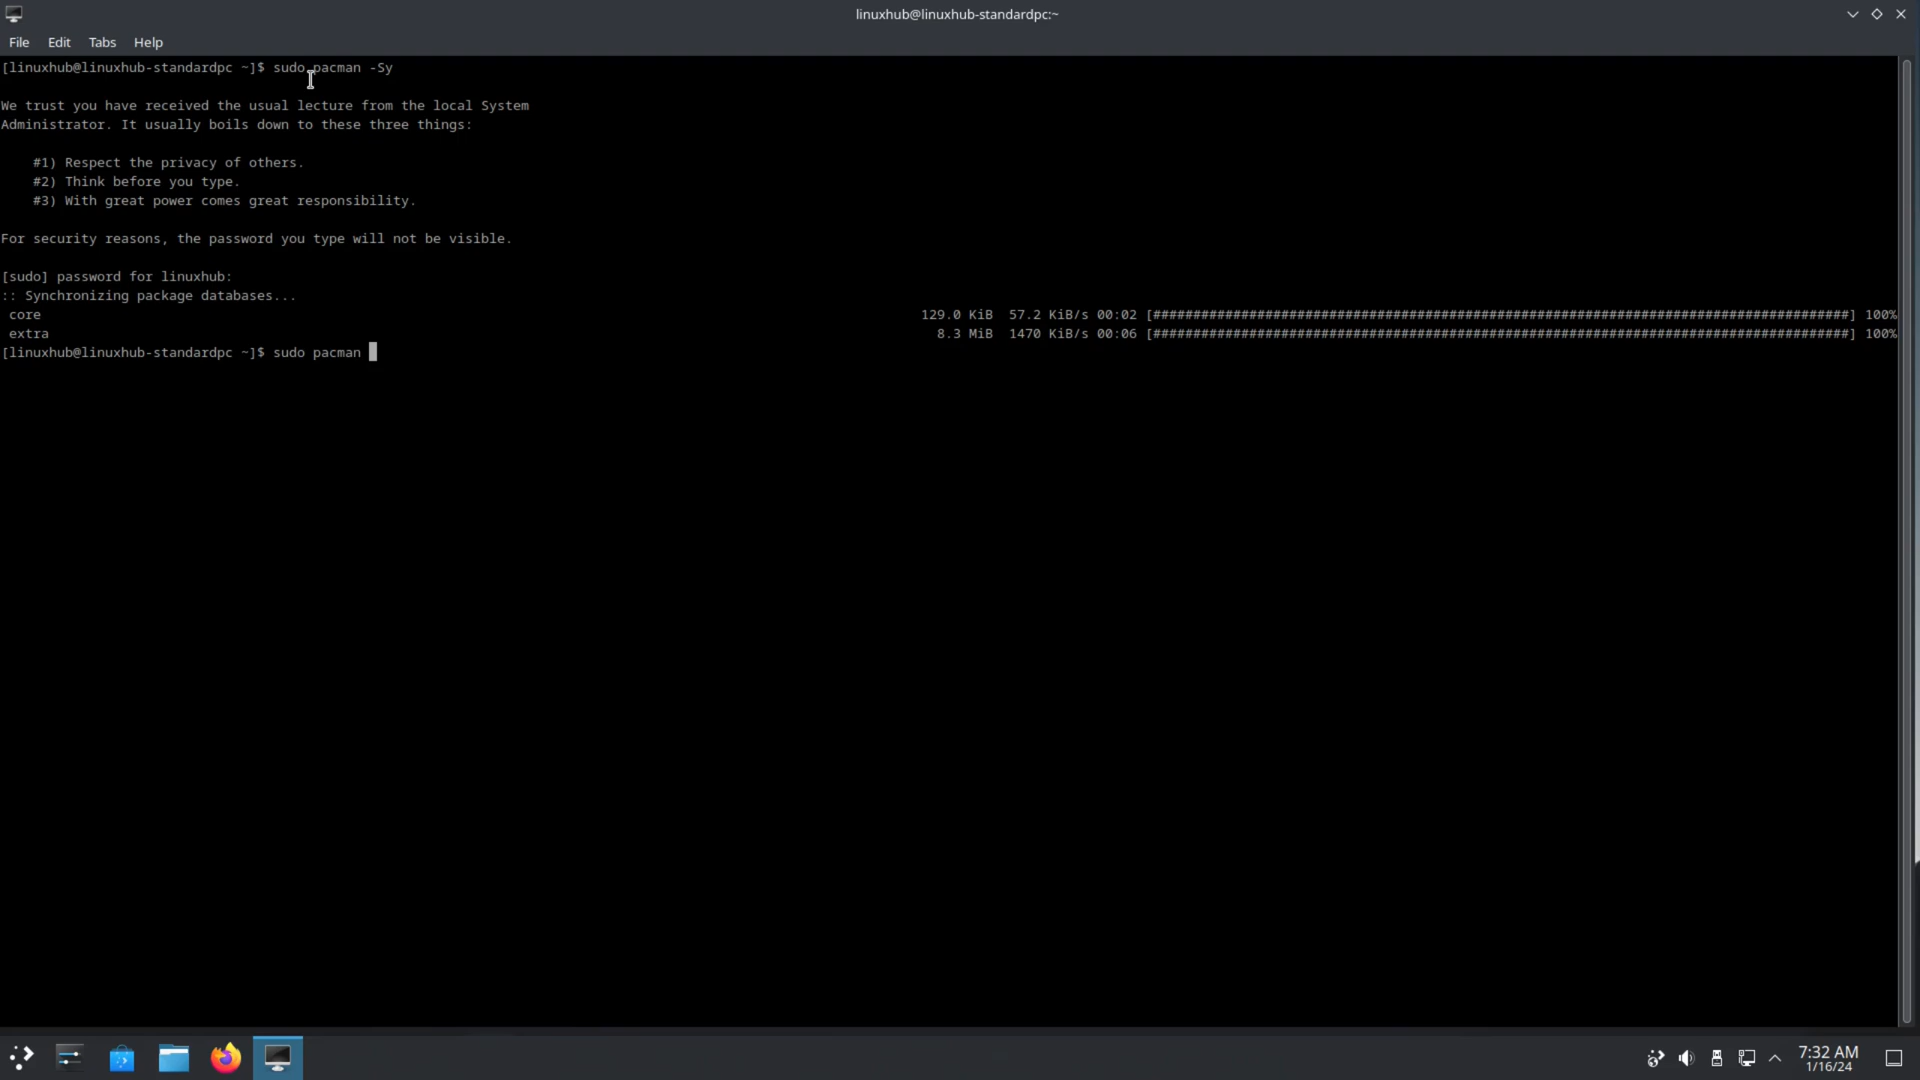 linuxhub@linuxhub-standardpc:~
File Edit Tabs Help
[linuxhub@linuxhub-standardpc ~]$ sudo pacman -Sy
We trust you have received the usual lecture from the local System
Administrator. It usually boils down to these three things:
#1) Respect the privacy of others.
#2) Think before you type.
#3) With great power comes great responsibility.
For security reasons, the password you type will not be visible.
[sudo] password for linuxhub:
:: Synchronizing package databases...
core 129.0 KiB 57.2 KiB/s 00:02 [#######################################################################################] 100%
extra 8.3 MiB 1470 KiB/s 00:06 [#######################################################################################] 100%
[linuxhub@linuxhub-standardpc ~]$ sudo pacman
7:32 AM
1/16/24